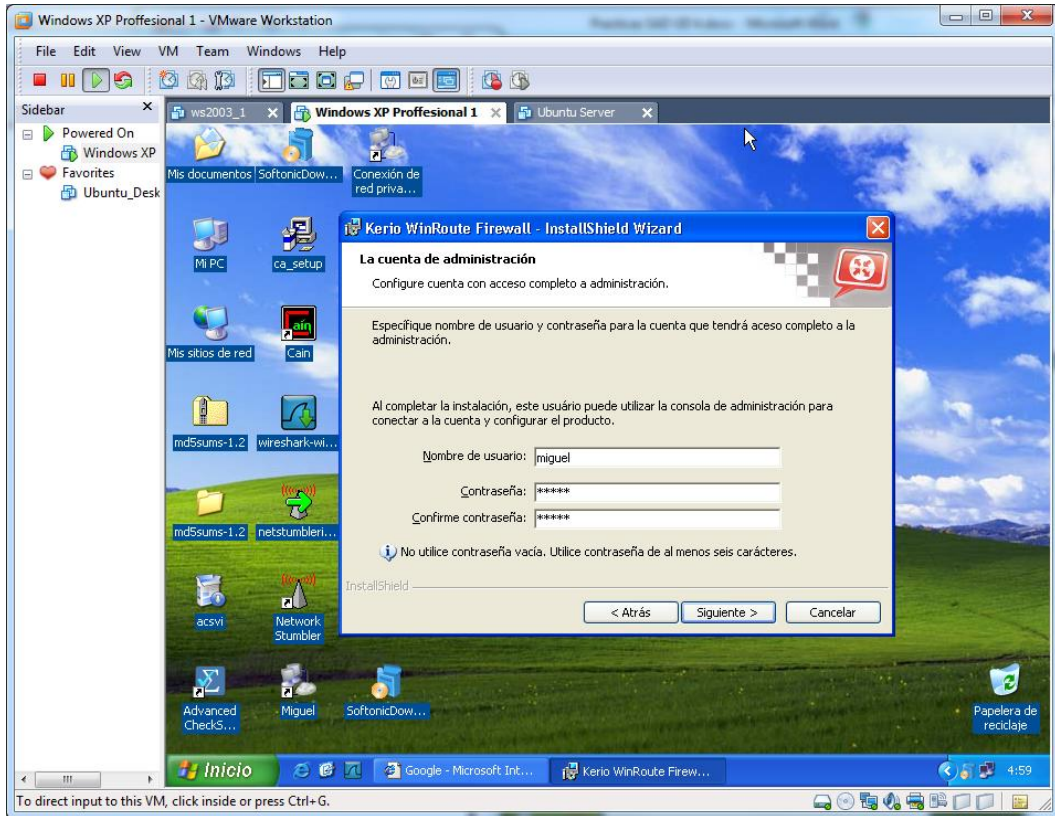 Windows XP Proffesional 1 - VMware Workstation
File Edit View VM Team Windows Help
Sidebar
ws2003_1
Windows XP Proffesional 1
Ubuntu Server
Powered On
Windows XP
Favorites
Ubuntu_Desk
Mis documentos
SoftonicDow...
Conexión de
red priva...
Mi PC
ca_setup
Mis sitios de red
Cain
md5sums-1.2
wireshark-wi...
md5sums-1.2
netstumbleri...
acsvi
Network
Stumbler
Advanced
CheckS...
Miguel
SoftonicDow...
Papelera de
reciclaje
Kerio WinRoute Firewall - InstallShield Wizard
La cuenta de administración
Configure cuenta con acceso completo a administración.
Especifique nombre de usuario y contraseña para la cuenta que tendrá aceso completo a la
administración.
Al completar la instalación, este usuário puede utilizar la consola de administración para
conectar a la cuenta y configurar el producto.
Nombre de usuario: miguel
Contraseña: *****
Confirme contraseña: *****
No utilice contraseña vacía. Utilice contraseña de al menos seis carácteres.
InstallShield
< Atrás Siguiente > Cancelar
Inicio
Google - Microsoft Int...
Kerio WinRoute Firew...
4:59
To direct input to this VM, click inside or press Ctrl+G.